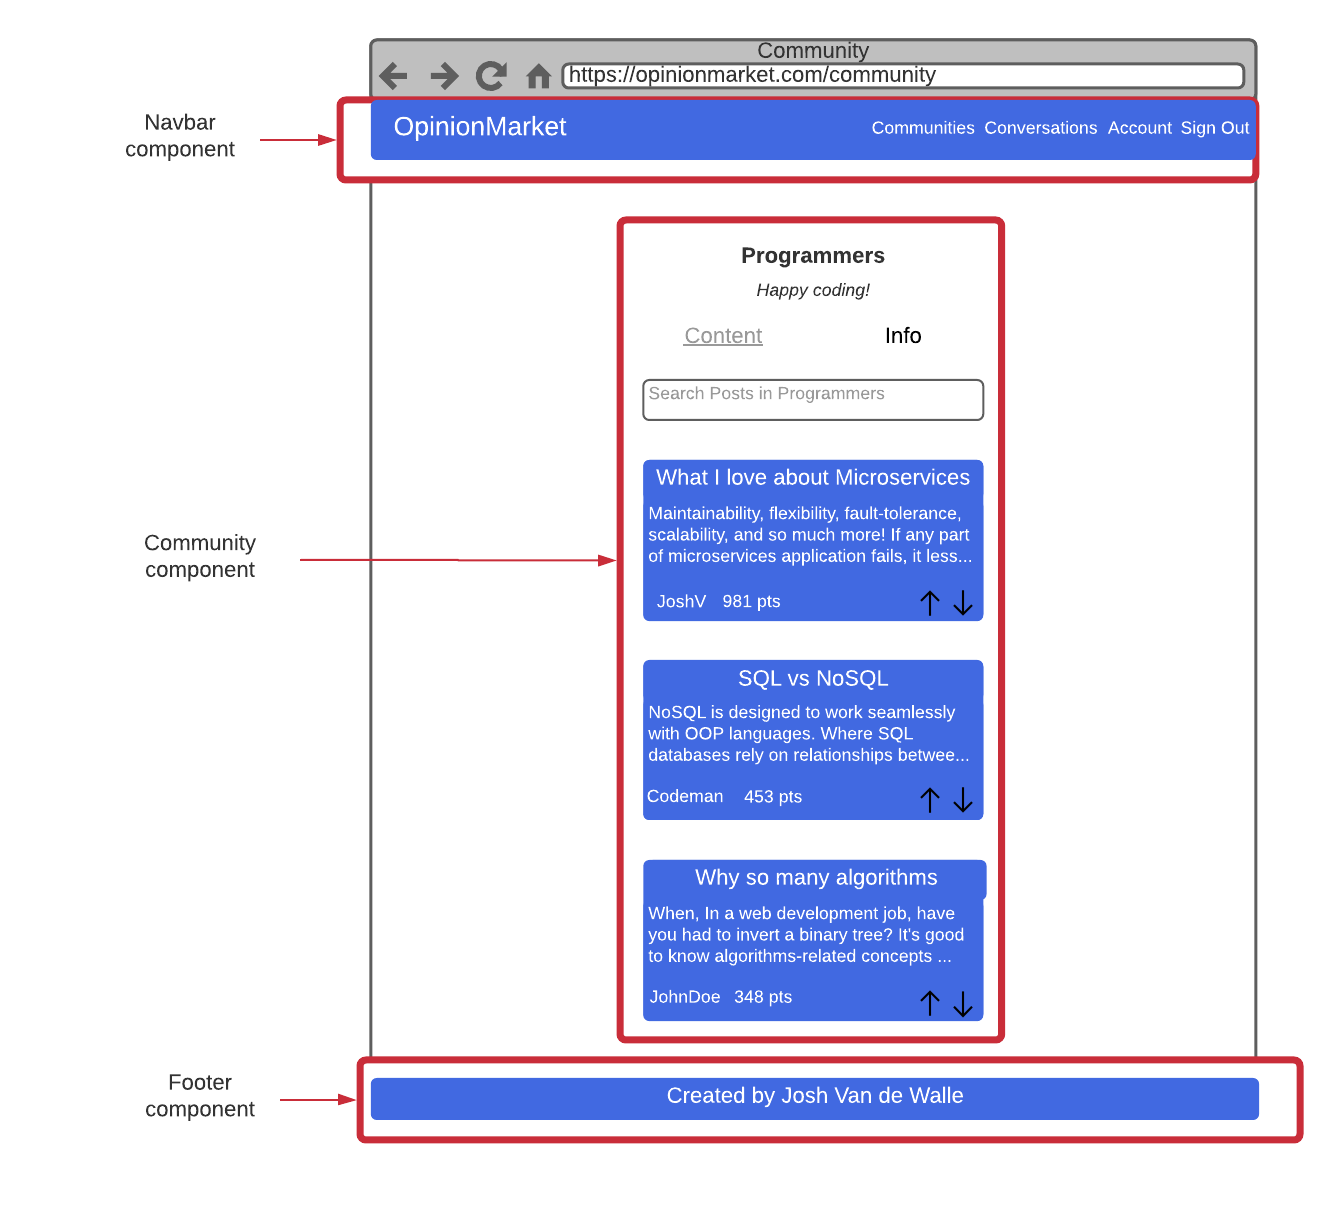 Community
https://opinionmarket.com/community
Navbar
component
OpinionMarket
Communities Conversations Account Sign Out
Programmers
Happy coding!
Content Info
Search Posts in Programmers
What I love about Microservices
Maintainability, flexibility, fault-tolerance,
scalability, and so much more! If any part
of microservices application fails, it less...
JoshV 981 pts
Community
component
SQL vs NoSQL
NoSQL is designed to work seamlessly
with OOP languages. Where SQL
databases rely on relationships betwee...
Codeman 453 pts
Why so many algorithms
When, In a web development job, have
you had to invert a binary tree? It's good
to know algorithms-related concepts ...
JohnDoe 348 pts
Footer
component
Created by Josh Van de Walle